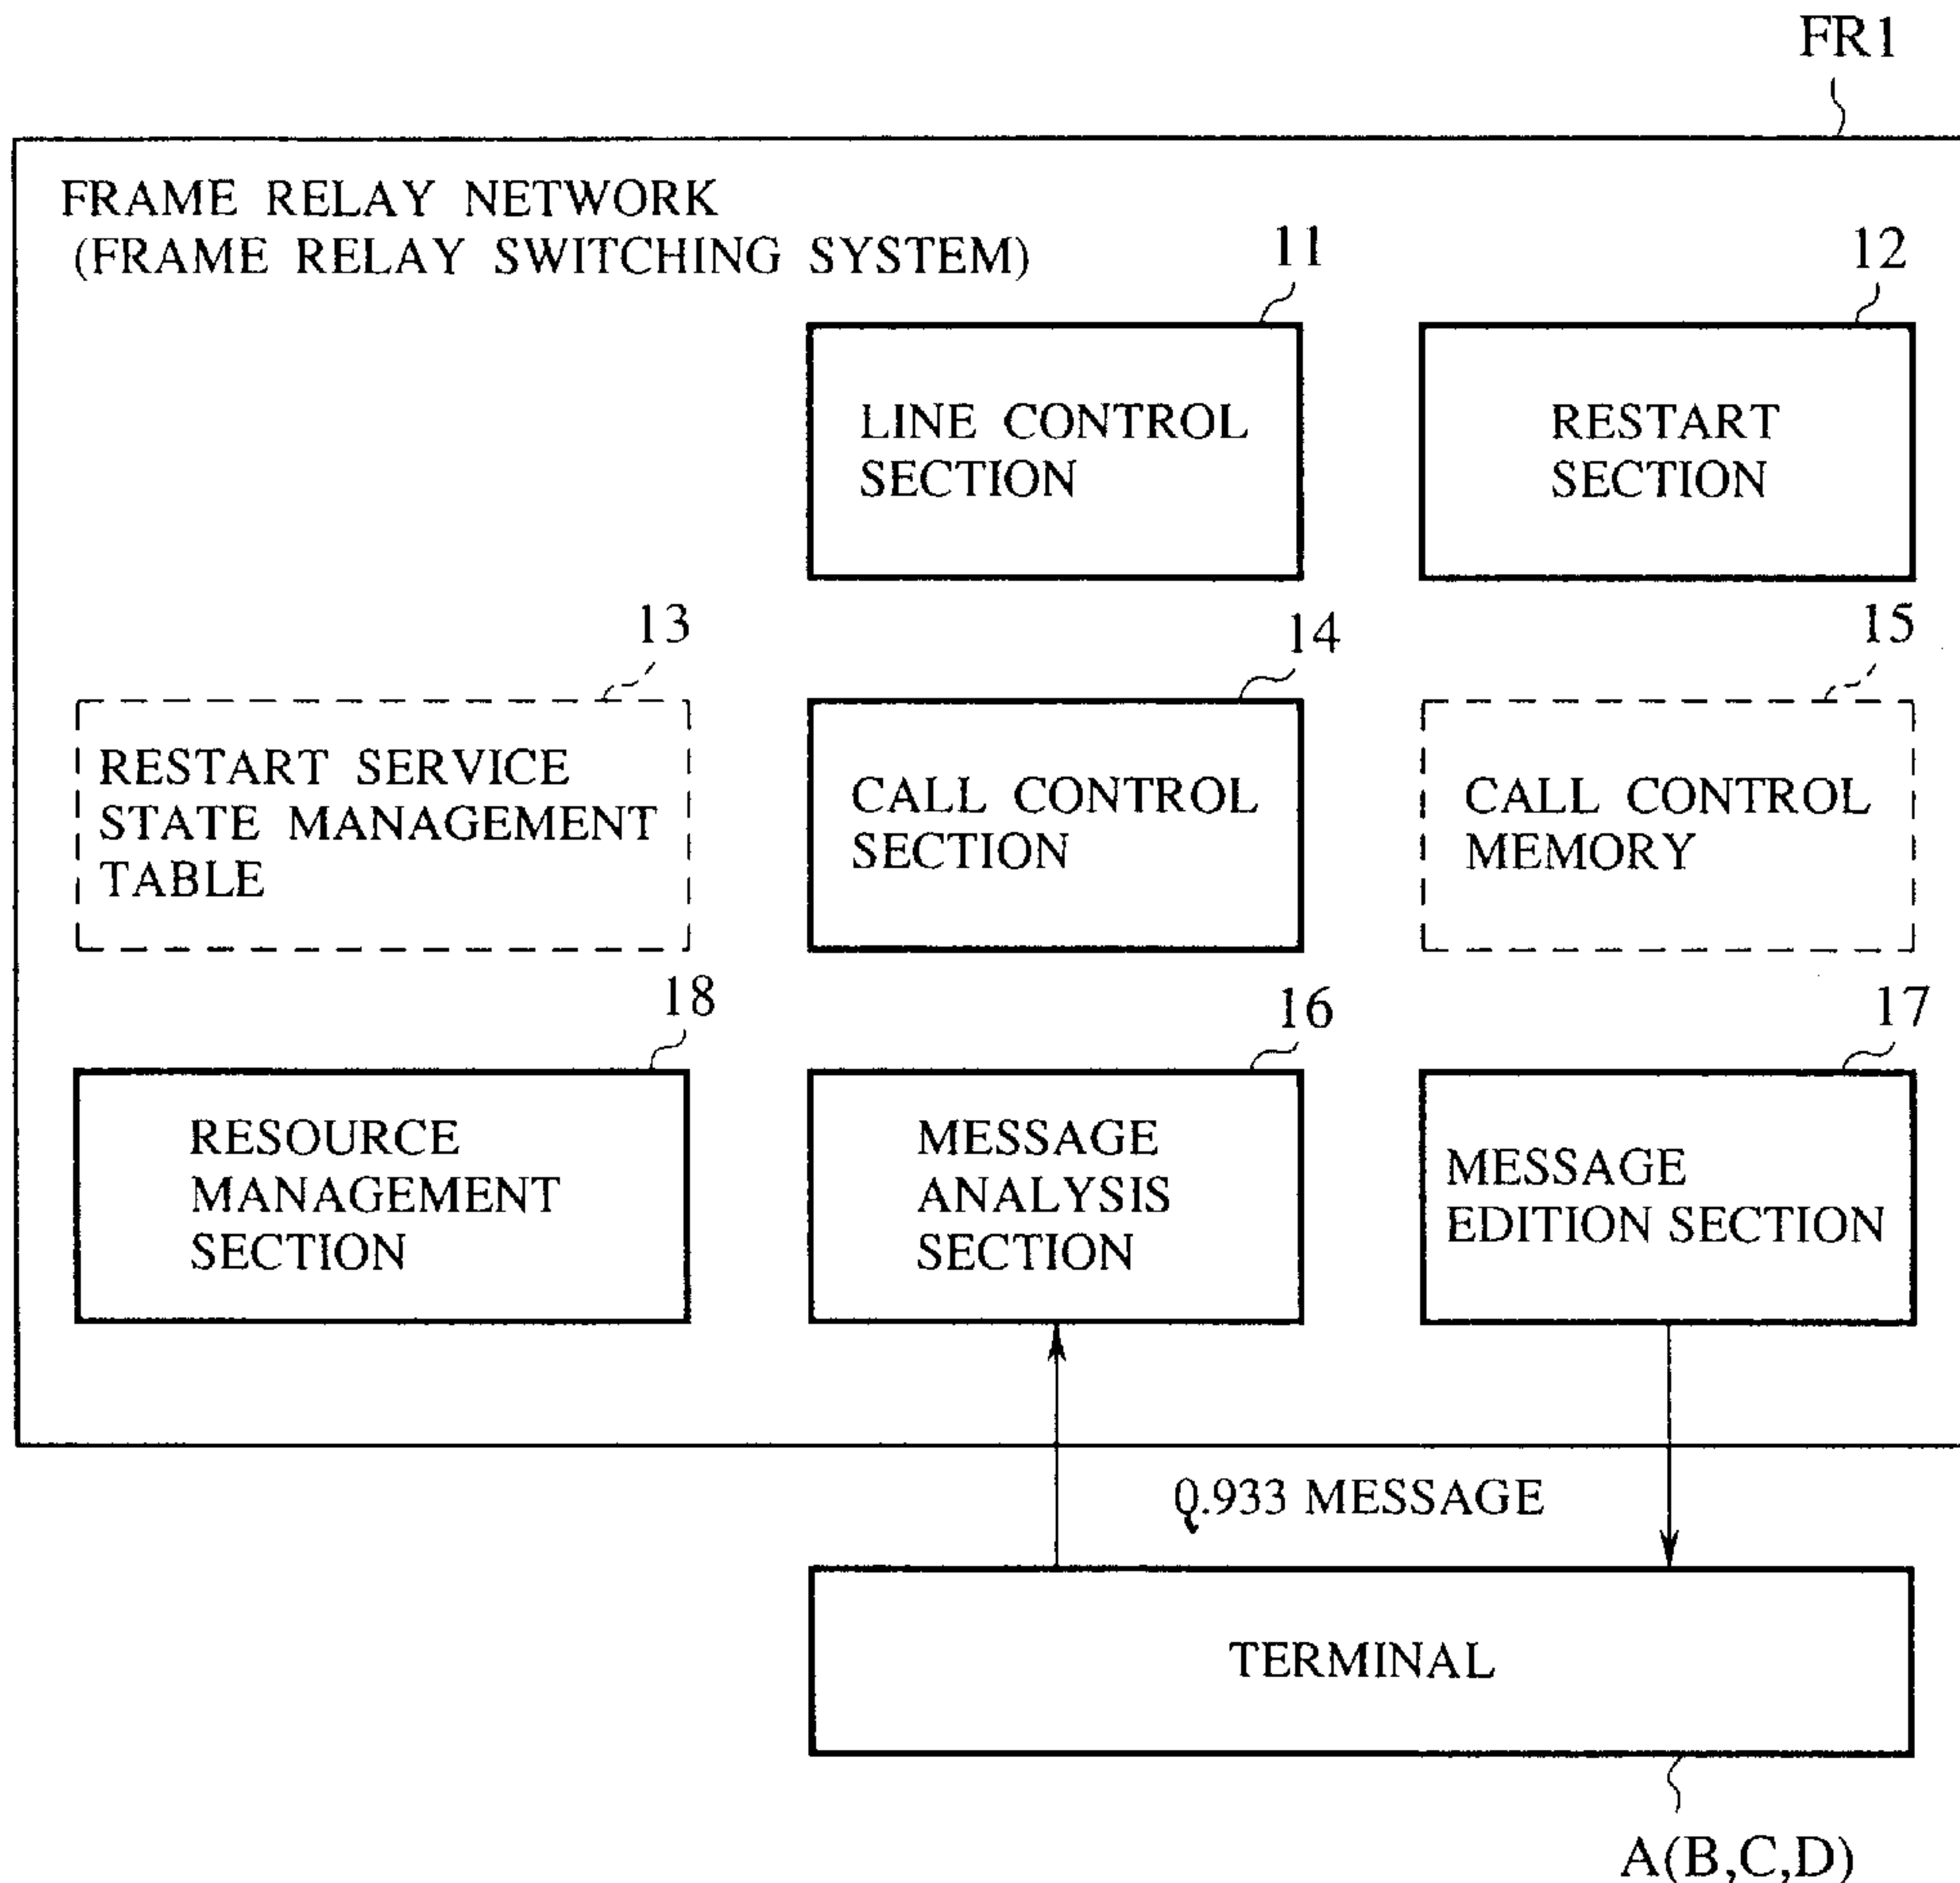 FR1
FRAME RELAY NETWORK
(FRAME RELAY SWITCHING SYSTEM)
11
12
LINE CONTROL
SECTION
RESTART
SECTION
13
14
15
RESTART SERVICE
STATE MANAGEMENT
TABLE
CALL CONTROL
SECTION
CALL CONTROL
MEMORY
18
16
17
RESOURCE
MANAGEMENT
SECTION
MESSAGE
ANALYSIS
SECTION
MESSAGE
EDITION SECTION
Q.933 MESSAGE
TERMINAL
A(B,C,D)